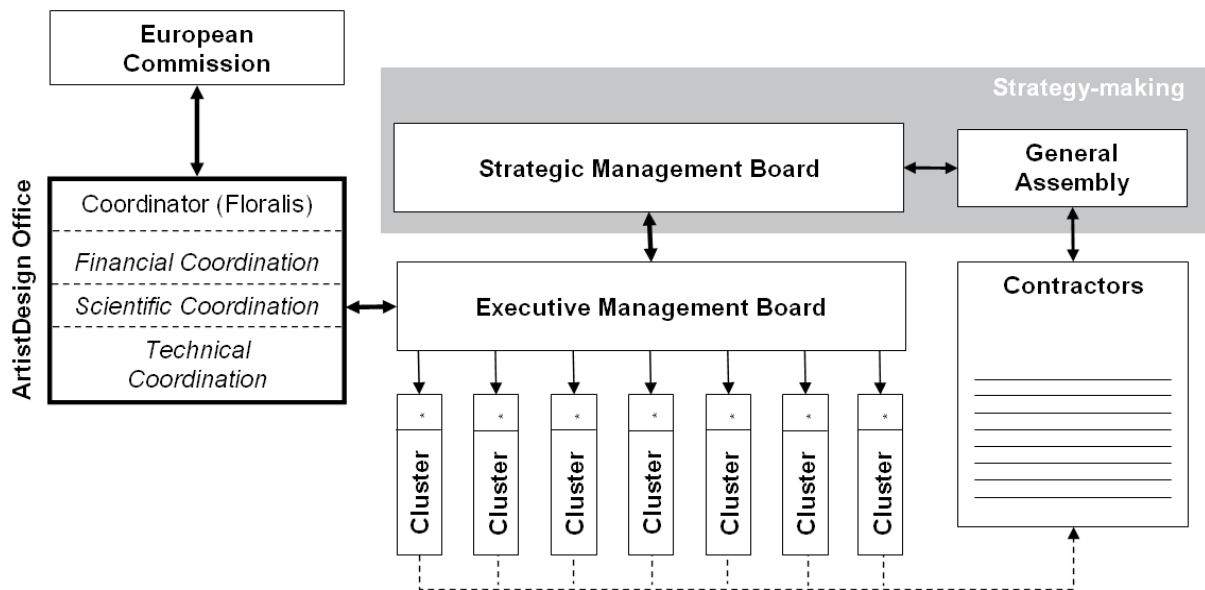 European
Commission
Strategy-making
Strategic Management Board
General
Assembly
ArtistDesign Office
Coordinator (Floralis)
Financial Coordination
Scientific Coordination
Technical
Coordination
Executive Management Board
Contractors
*
*
*
*
*
*
*
Cluster
Cluster
Cluster
Cluster
Cluster
Cluster
Cluster